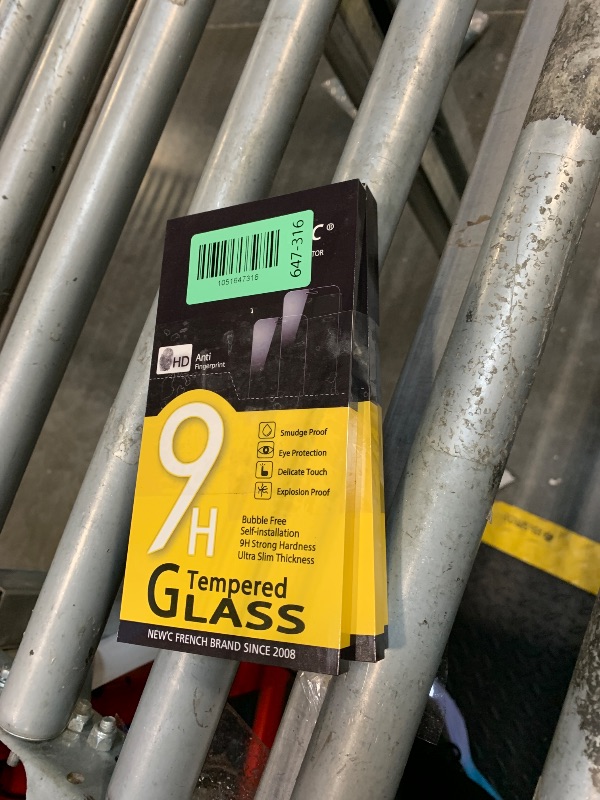 C®
TOR
1051647316
647-316
HD
Anti
Fingerprint
9H
Smudge Proof
Eye Protection
Delicate Touch
Explosion Proof
Bubble Free
Self-installation
9H Strong Hardness
Ultra Slim Thickness
Tempered
GLASS
NEW'C FRENCH BRAND SINCE 2008